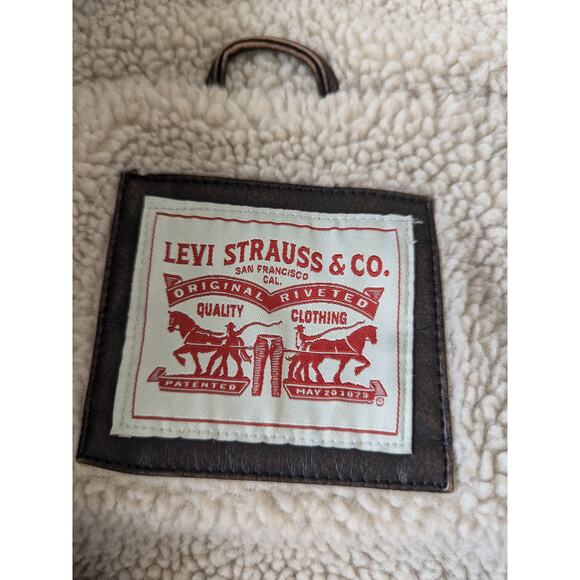 LEVI STRAUSS & CO.
SAN FRANCISCO
CAL.
ORIGINAL RIVETED
QUALITY CLOTHING
PATENTED MAY 20 1873 ®